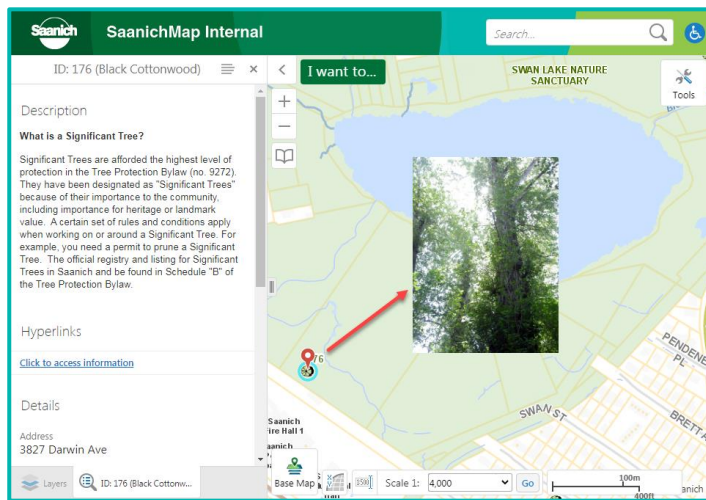 Saanich
SaanichMap Internal
Search...
ID: 176 (Black Cottonwood)
Description
What is a Significant Tree?
Significant Trees are afforded the highest level of
protection in the Tree Protection Bylaw (no. 9272).
They have been designated as "Significant Trees"
because of their importance to the community,
including importance for heritage or landmark
value. A certain set of rules and conditions apply
when working on or around a Significant Tree. For
example, you need a permit to prune a Significant
Tree. The official registry and listing for Significant
Trees in Saanich and be found in Schedule "B" of
the Tree Protection Bylaw.
Hyperlinks
Click to access information
Details
Address
3827 Darwin Ave
Layers
ID: 176 (Black Cottonw...
I want to...
SWAN LAKE NATURE
SANCTUARY
Tools
76
PENDENE
PL
SWAN ST
BRETTA
Saanich
Fire Hall 1
Base Map
Scale 1:
4,000
Go
100m
400ft
anich